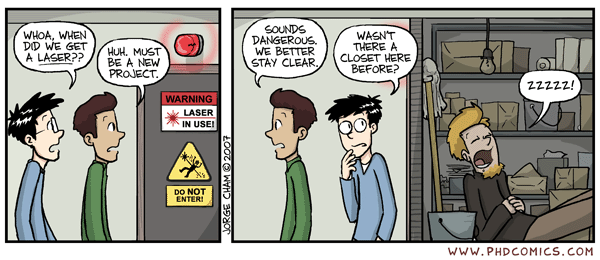 WHOA, WHEN
DID WE GET
A LASER??
HUH. MUST
BE A NEW
PROJECT.
WARNING
LASER
IN USE!
DO NOT
ENTER!
JORGE CHAM © 2007
SOUNDS
DANGEROUS.
WE BETTER
STAY CLEAR.
WASN'T
THERE A
CLOSET HERE
BEFORE?
ZZZZZ!
WWW.PHDCOMICS.COM